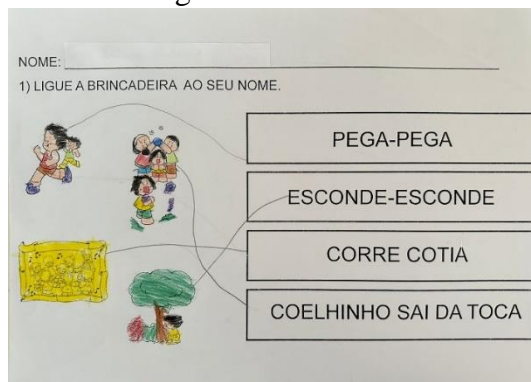 NOME:
1) LIGUE A BRINCADEIRA AO SEU NOME.
PEGA-PEGA
ESCONDE-ESCONDE
CORRE COTIA
COELHINHO SAI DA TOCA